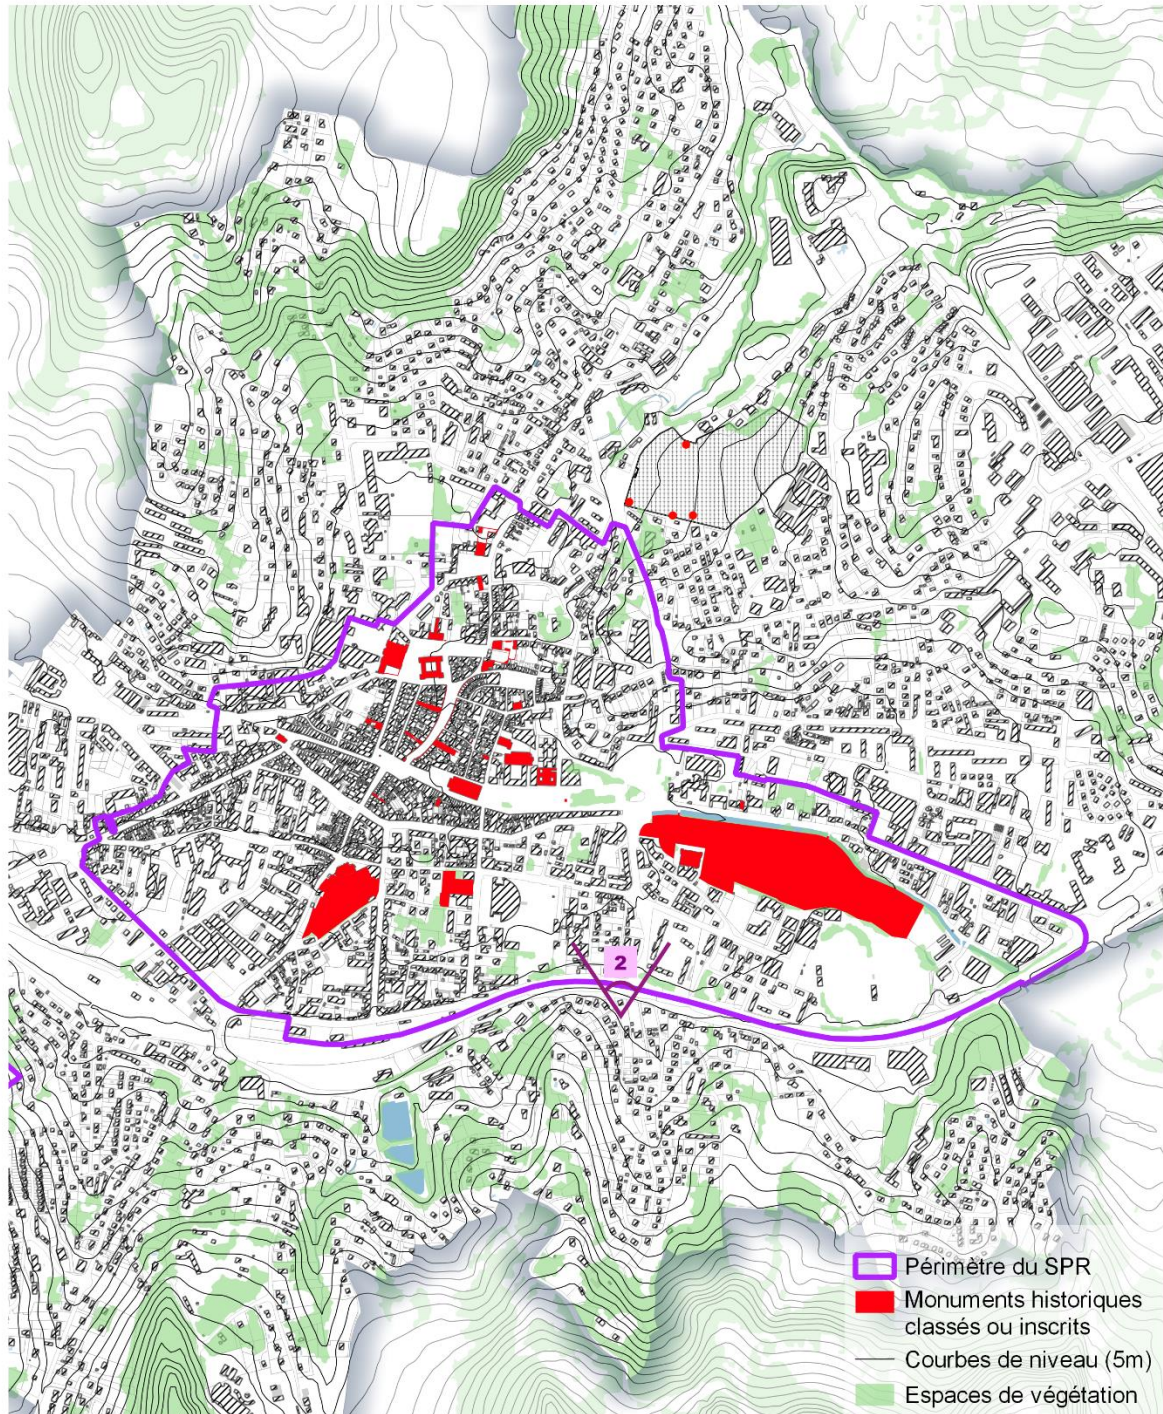 2
Périmètre du SPR
Monuments historiques
classés ou inscrits
Courbes de niveau (5m)
Espaces de végétation